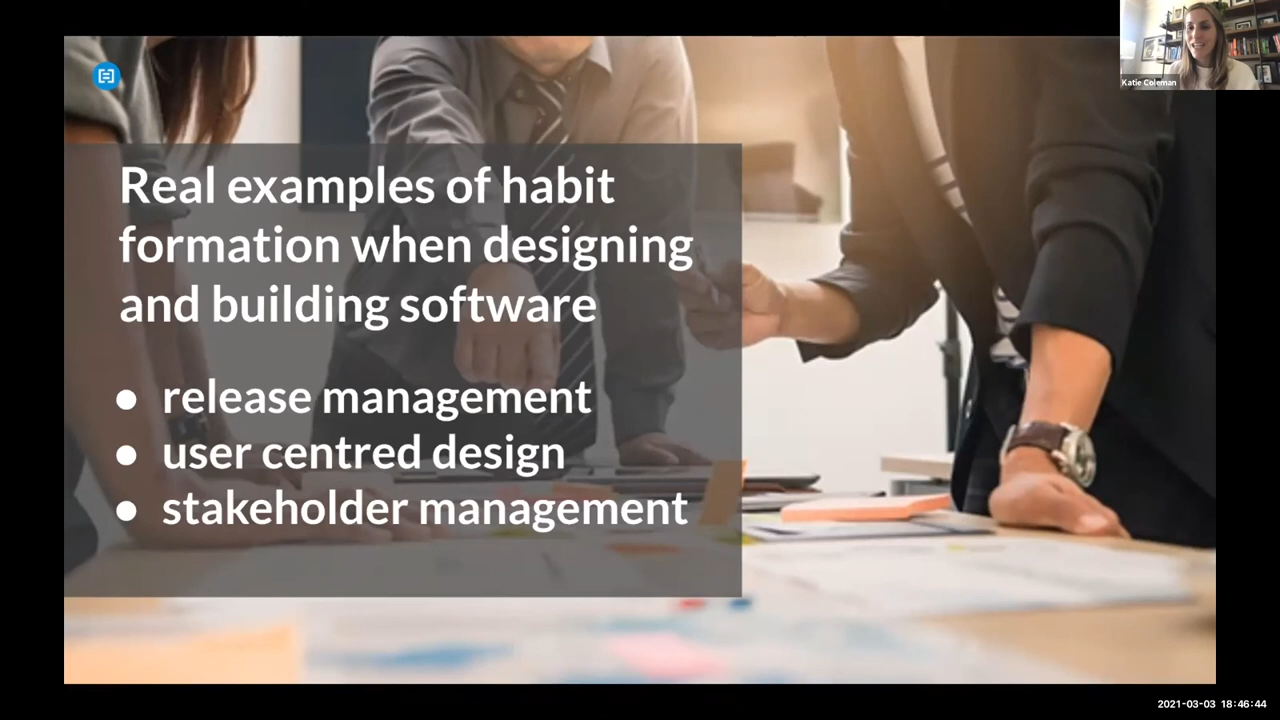 Katie Coleman
Real examples of habit
formation when designing
and building software
● release management
● user centred design
● stakeholder management
2021-03-03 18:46:44